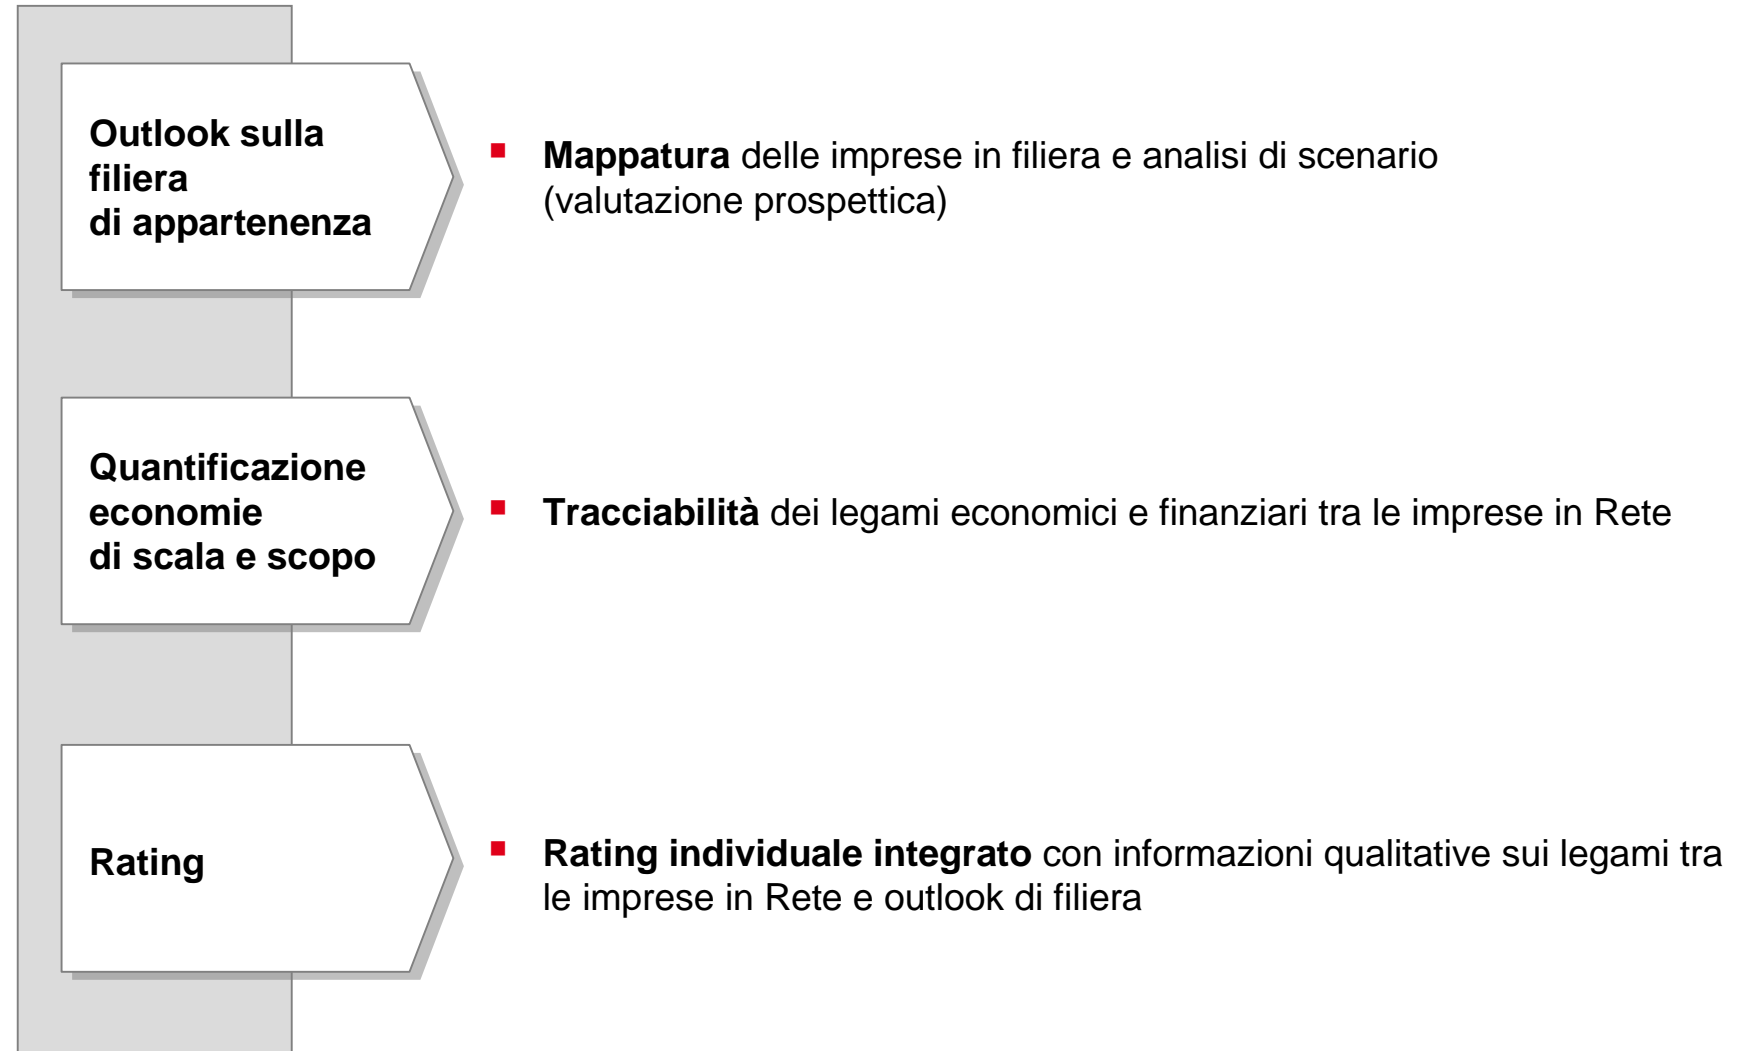 Outlook sulla
filiera
di appartenenza
▪ Mappatura delle imprese in filiera e analisi di scenario
(valutazione prospettica)
Quantificazione
economie
di scala e scopo
▪ Tracciabilità dei legami economici e finanziari tra le imprese in Rete
Rating
▪ Rating individuale integrato con informazioni qualitative sui legami tra
le imprese in Rete e outlook di filiera